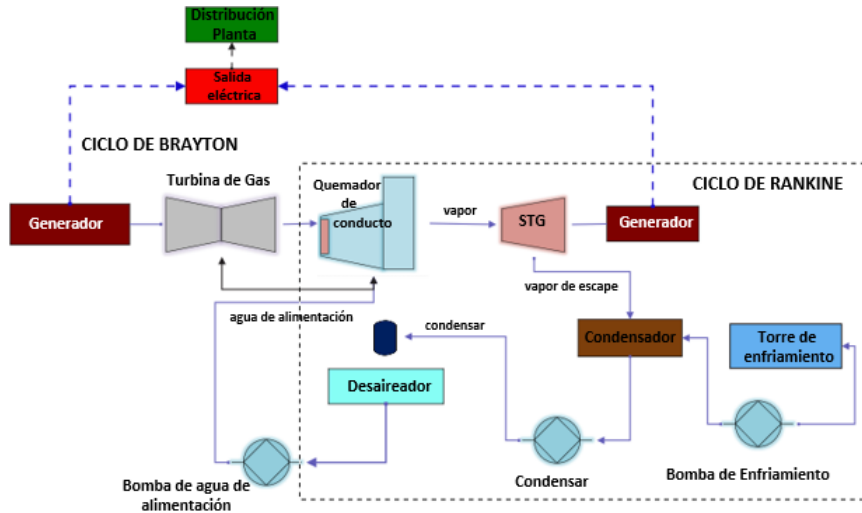 Distribución
Planta
Salida
eléctrica
CICLO DE BRAYTON
CICLO DE RANKINE
Turbina de Gas
Quemador
de
conducto
Generador
vapor
STG
Generador
vapor de escape
agua de alimentación
condensar
Condensador
Torre de
enfriamiento
Desaireador
Bomba de agua de
alimentación
Condensar
Bomba de Enfriamiento